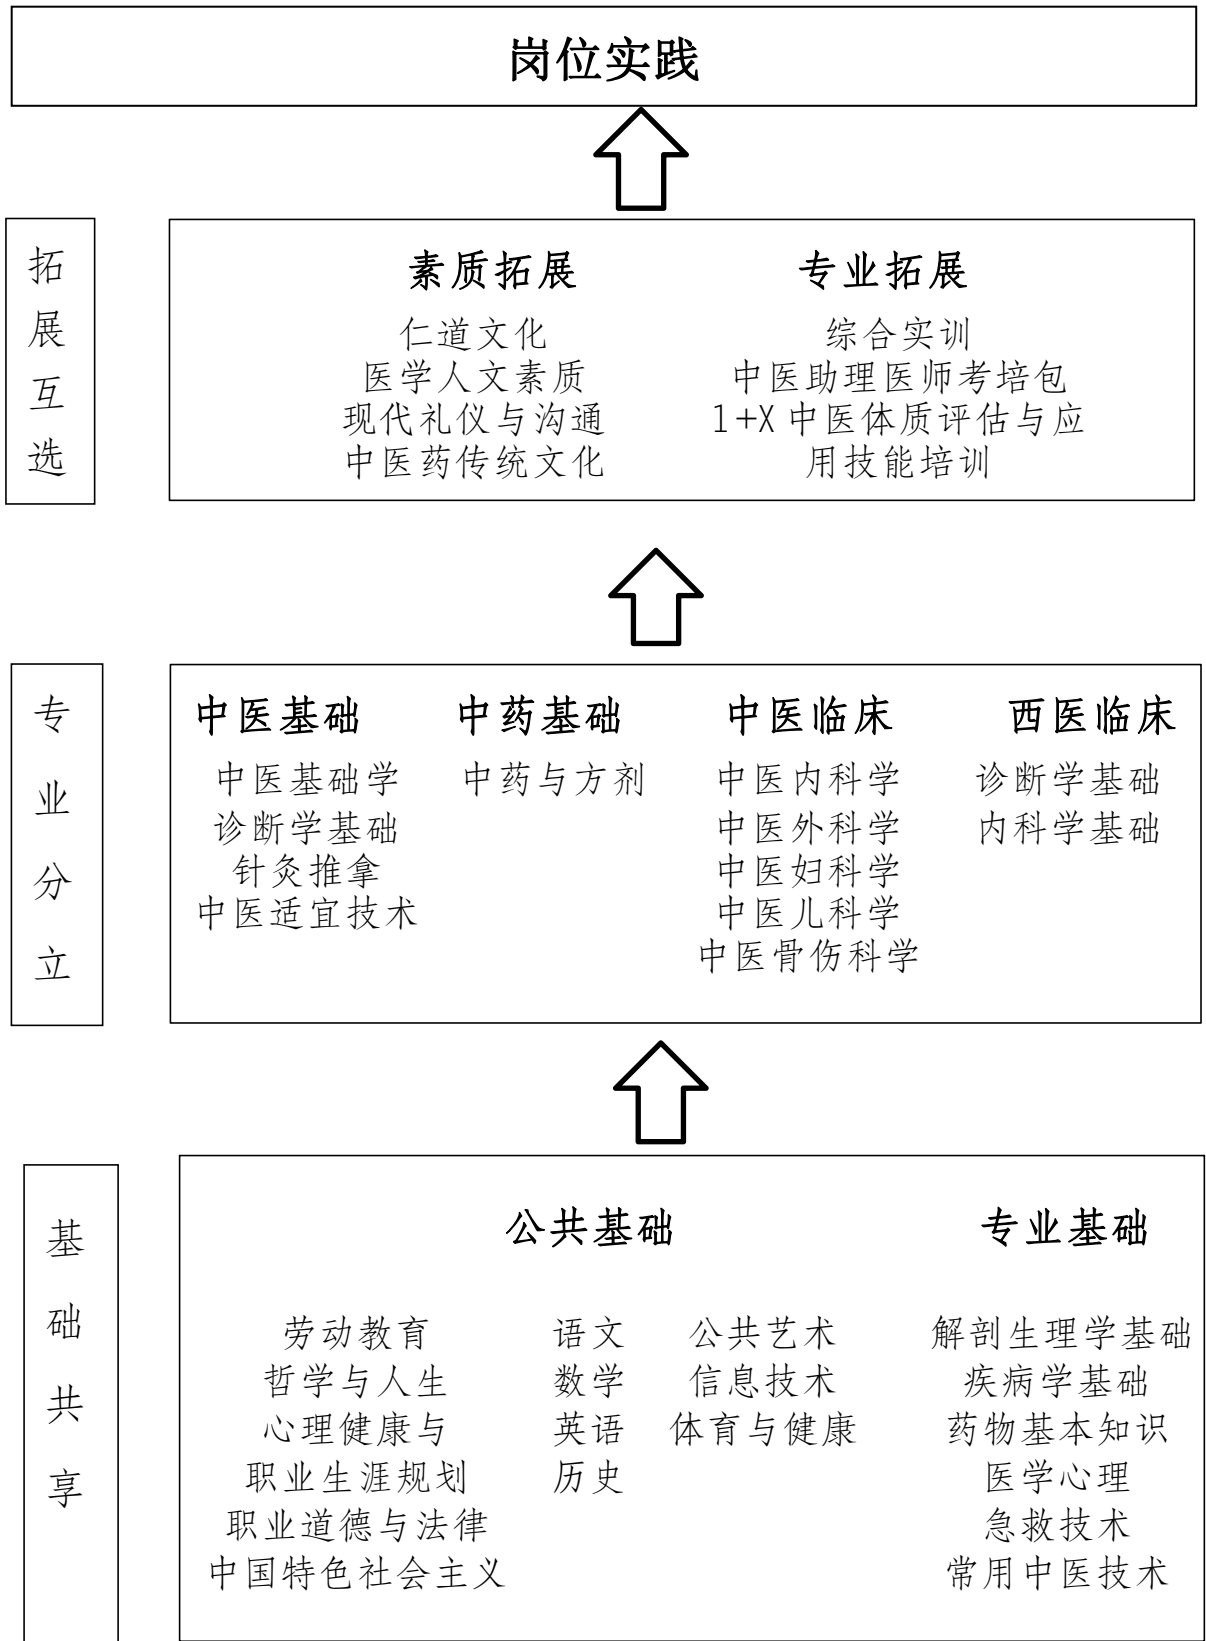 岗位实践
拓展互选
素质拓展
仁道文化
医学人文素质
现代礼仪与沟通
中医药传统文化
专业拓展
综合实训
中医助理医师考培包
1+X中医体质评估与应
用技能培训
专业分立
中医基础
中医基础学
诊断学基础
针灸推拿
中医适宜技术
中药基础
中药与方剂
中医临床
中医内科学
中医外科学
中医妇科学
中医儿科学
中医骨伤科学
西医临床
诊断学基础
内科学基础
基础共享
公共基础
劳动教育
哲学与人生
心理健康与
职业生涯规划
职业道德与法律
中国特色社会主义
语文
数学
英语
历史
公共艺术
信息技术
体育与健康
专业基础
解剖生理学基础
疾病学基础
药物基本知识
医学心理
急救技术
常用中医技术